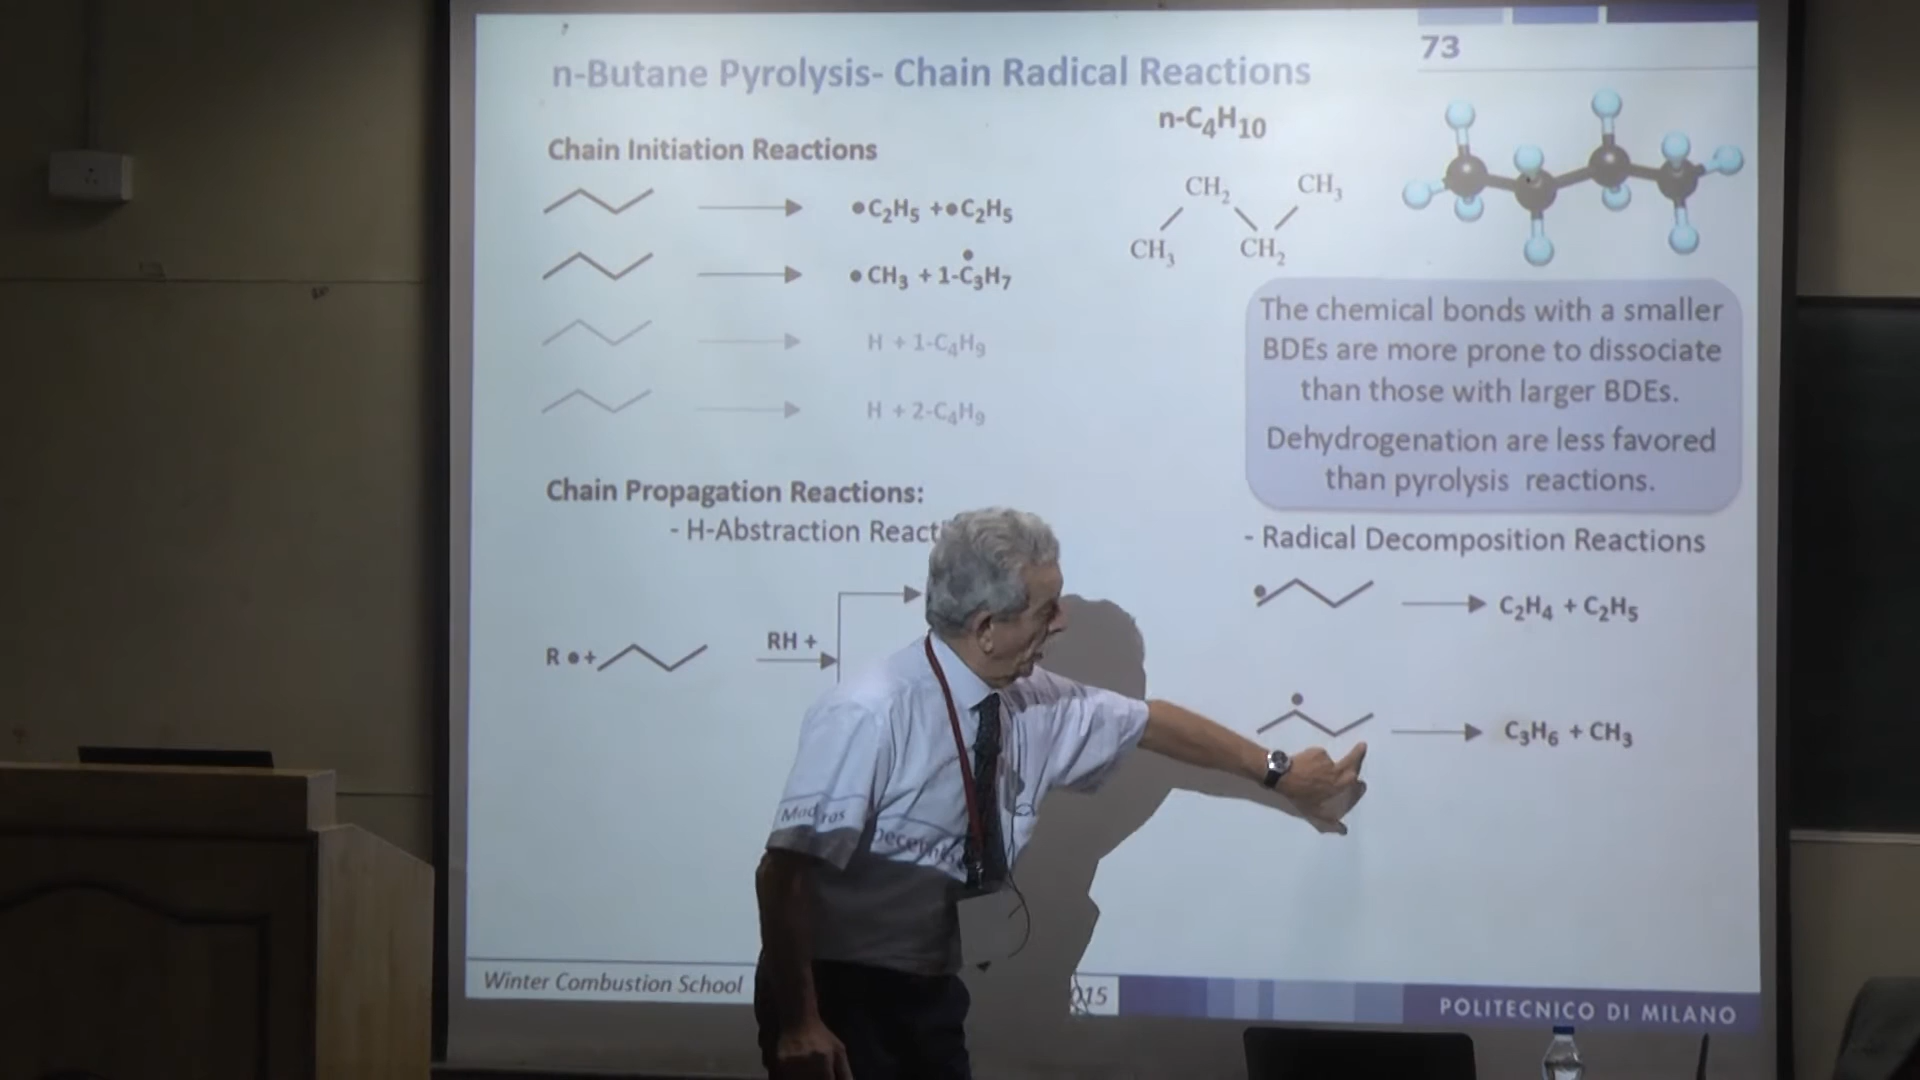 73
n-Butane Pyrolysis- Chain Radical Reactions
n-C₄H₁₀
Chain Initiation Reactions
•C₂H₅ +•C₂H₅
• CH₃ + 1-Ċ₃H₇
H + 1-C₄H₉
H + 2-C₄H₉
CH₂ CH₃
CH₃ CH₂
The chemical bonds with a smaller
BDEs are more prone to dissociate
than those with larger BDEs.
Dehydrogenation are less favored
than pyrolysis reactions.
Chain Propagation Reactions:
- H-Abstraction
R •+
RH +
- Radical Decomposition Reactions
C₂H₄ + C₂H₅
C₃H₆ + CH₃
Winter Combustion School
015
POLITECNICO DI MILANO